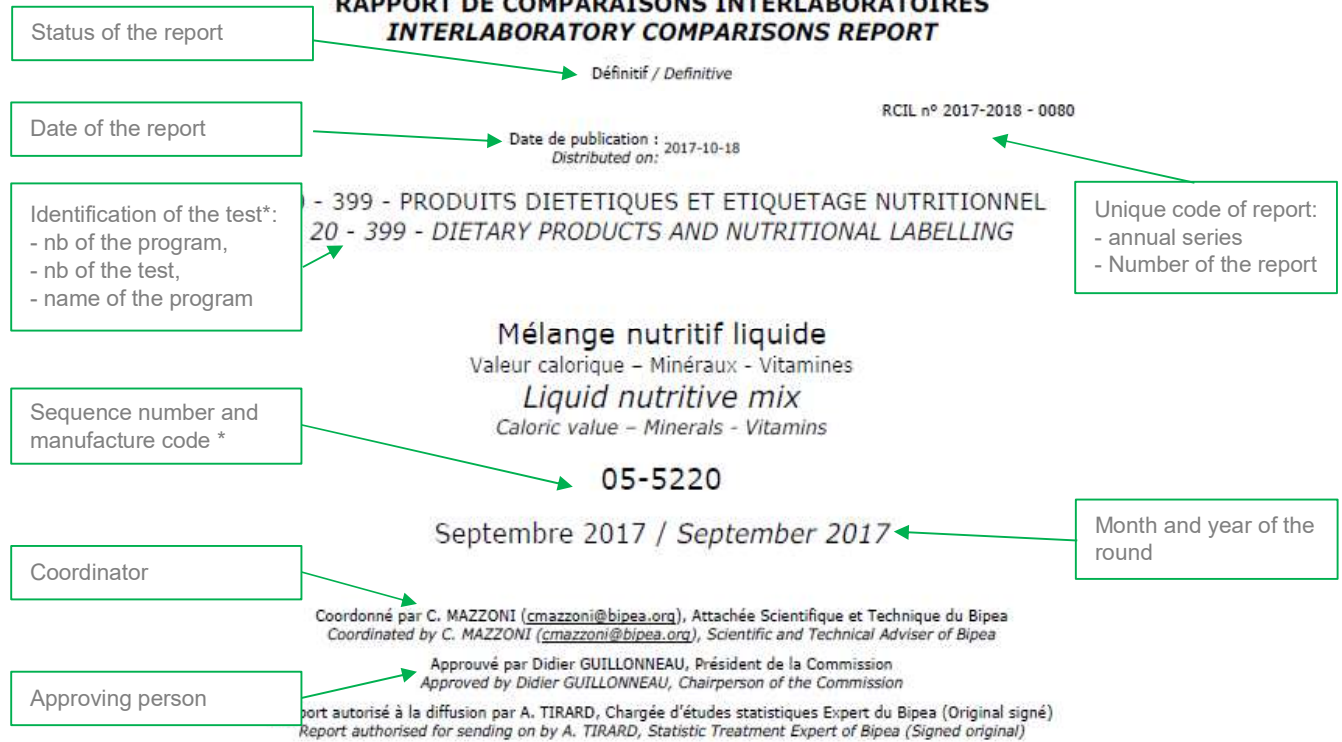 RAPPORT DE COMPARAISONS INTERLABORATOIRES
INTERLABORATORY COMPARISONS REPORT
Status of the report
Définitif / Definitive
RCIL nº 2017-2018 - 0080
Date of the report
Date de publication : 2017-10-18
Distributed on:
Identification of the test*:
- nb of the program,
- nb of the test,
- name of the program
- 399 - PRODUITS DIETETIQUES ET ETIQUETAGE NUTRITIONNEL
20 - 399 - DIETARY PRODUCTS AND NUTRITIONAL LABELLING
Unique code of report:
- annual series
- Number of the report
Mélange nutritif liquide
Valeur calorique – Minéraux - Vitamines
Liquid nutritive mix
Caloric value – Minerals - Vitamins
Sequence number and
manufacture code *
05-5220
Septembre 2017 / September 2017
Month and year of the
round
Coordinator
Coordonné par C. MAZZONI (cmazzoni@bipea.org), Attachée Scientifique et Technique du Bipea
Coordinated by C. MAZZONI (cmazzoni@bipea.org), Scientific and Technical Adviser of Bipea
Approuvé par Didier GUILLONNEAU, Président de la Commission
Approved by Didier GUILLONNEAU, Chairperson of the Commission
Approving person
port autorisé à la diffusion par A. TIRARD, Chargée d'études statistiques Expert du Bipea (Original signé)
Report authorised for sending on by A. TIRARD, Statistic Treatment Expert of Bipea (Signed original)